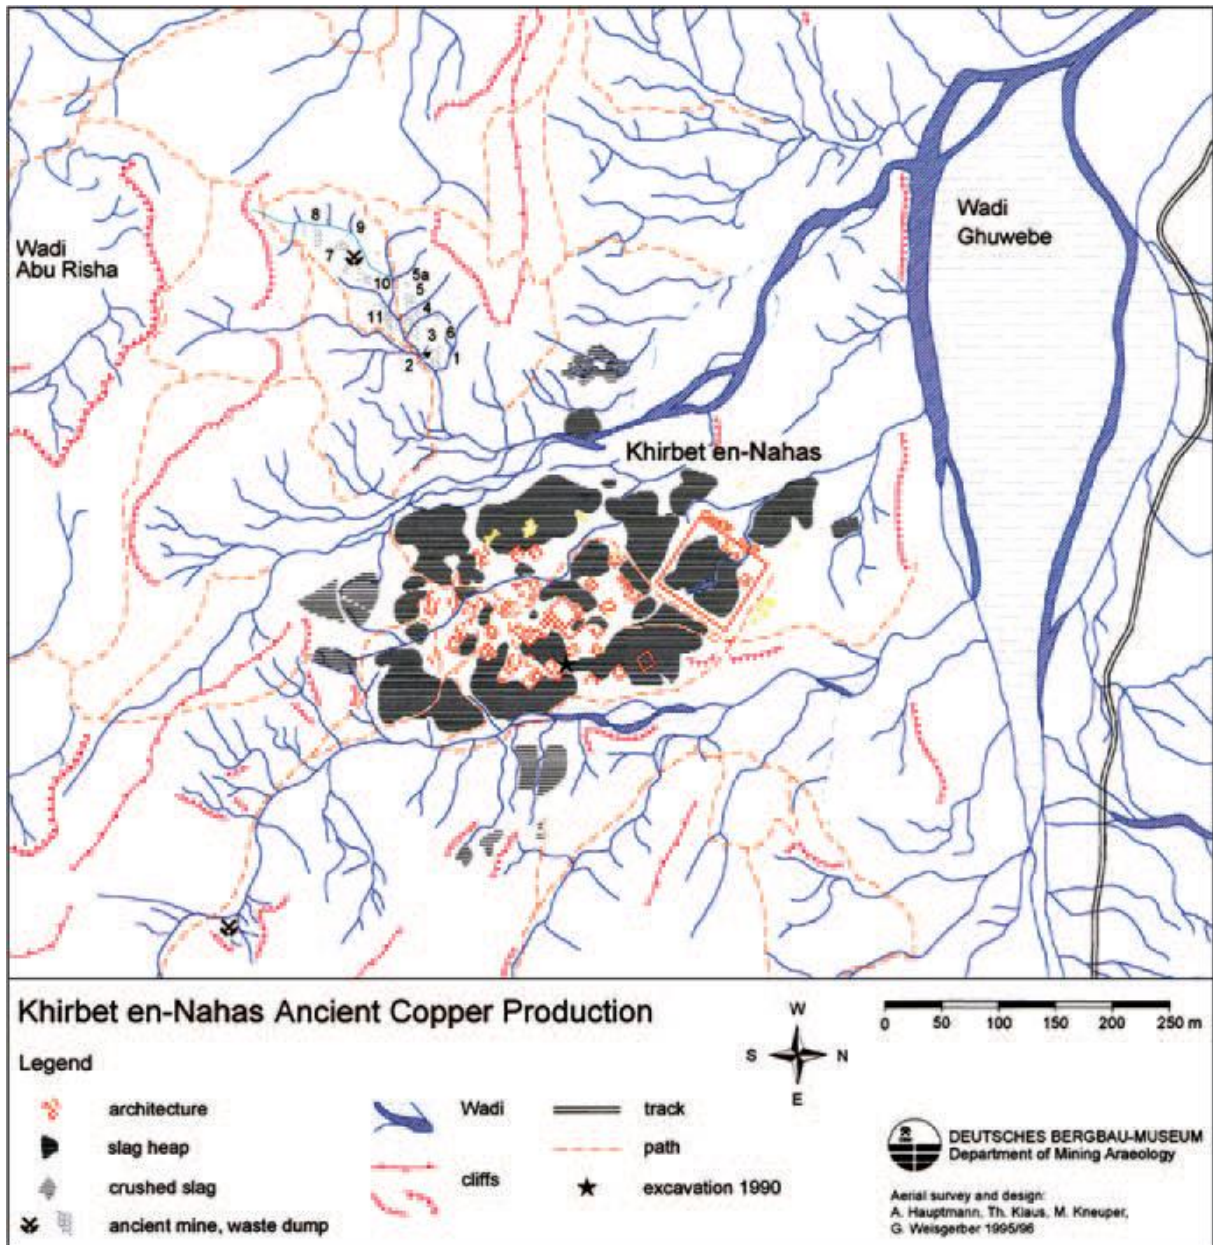 8
9
Wadi
Abu Risha
7
10
5a
5
11
4
3
6
2
1
Wadi
Ghuwebe
Khirbet en-Nahas
Khirbet en-Nahas Ancient Copper Production
W
S
N
E
0
50
100
150
200
250 m
Legend
architecture
slag heap
crushed slag
ancient mine, waste dump
Wadi
cliffs
track
path
excavation 1990
DEUTSCHES BERGBAU-MUSEUM
Department of Mining Araeology
Aerial survey and design:
A. Hauptmann, Th. Klaus, M. Kneuper,
G. Weisgerber 1995/96